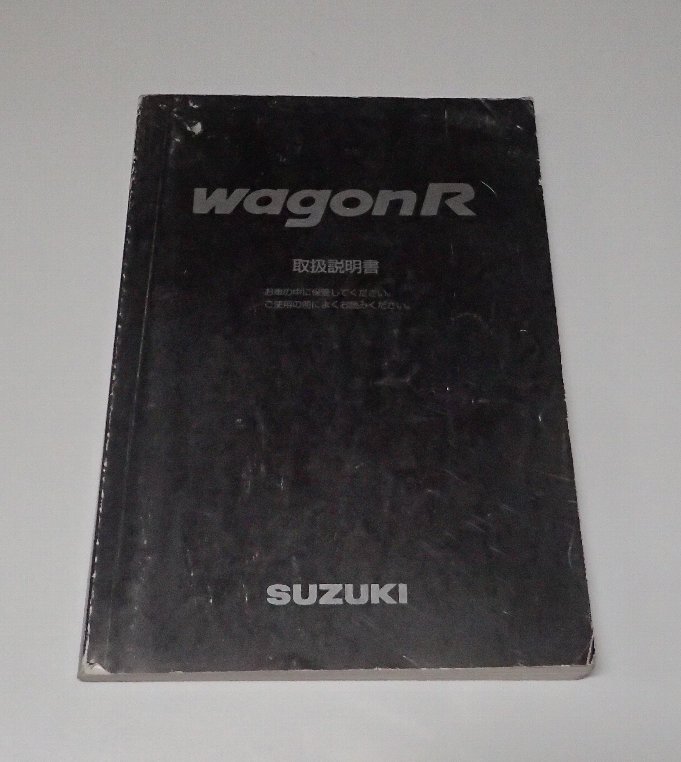 wagonR
取扱説明書
お車の中に保管してください。
ご使用の前によくお読みください。
SUZUKI